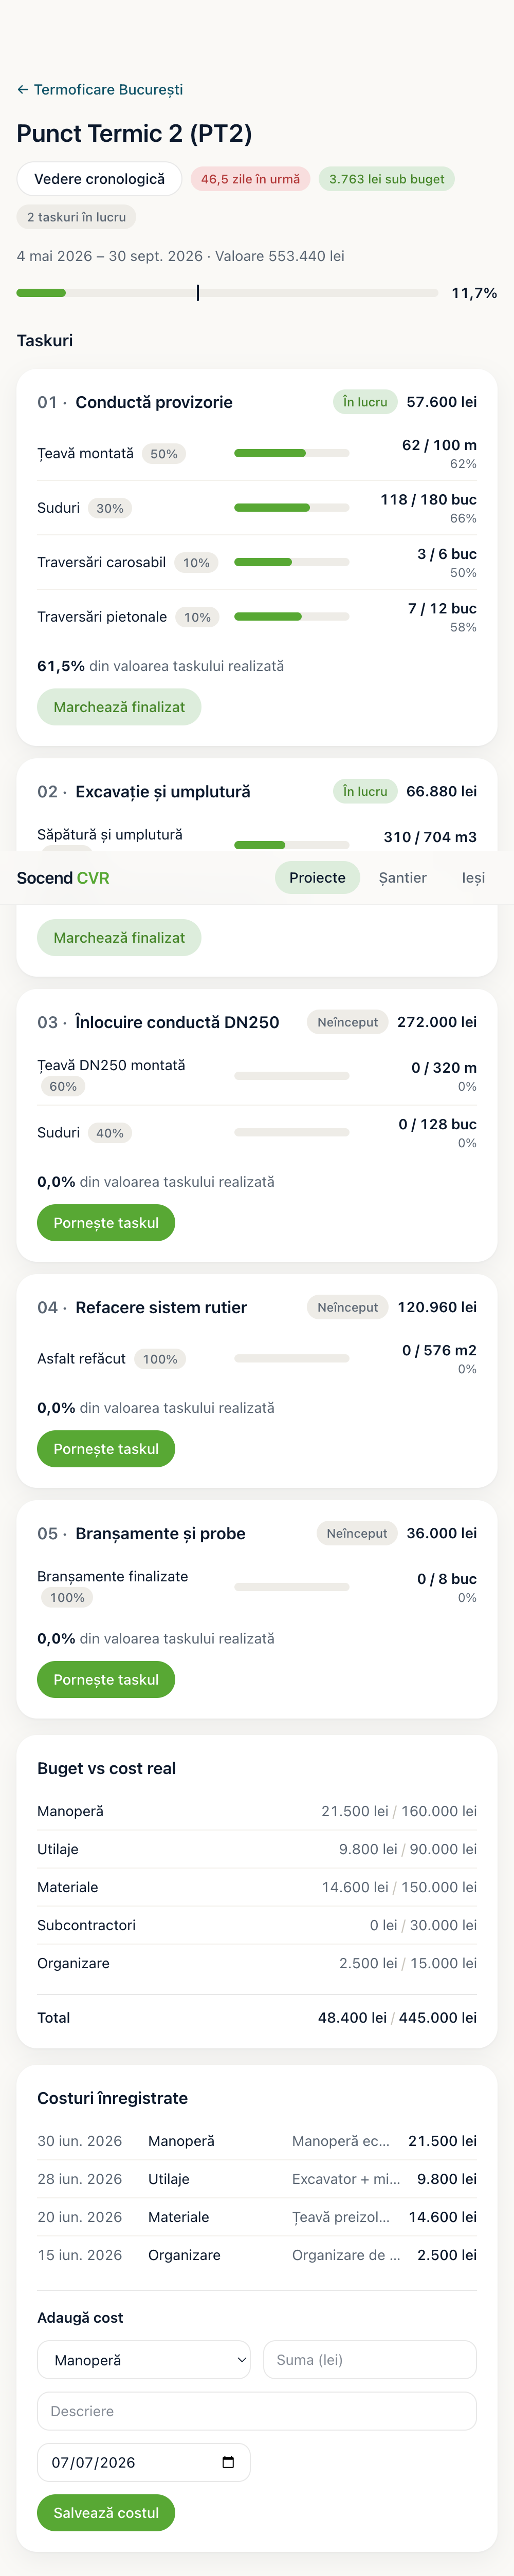 ← Termoficare București
Punct Termic 2 (PT2)
Vedere cronologică 46,5 zile în urmă 3.763 lei sub buget
2 taskuri în lucru
4 mai 2026 – 30 sept. 2026 · Valoare 553.440 lei
11,7%
Taskuri
01 · Conductă provizorie În lucru 57.600 lei
Țeavă montată 50% 62 / 100 m
62%
Suduri 30% 118 / 180 buc
66%
Traversări carosabil 10% 3 / 6 buc
50%
Traversări pietonale 10% 7 / 12 buc
58%
61,5% din valoarea taskului realizată
Marchează finalizat
02 · Excavație și umplutură În lucru 66.880 lei
Săpătură și umplutură 310 / 704 m3
Socend CVR Proiecte Șantier Ieși
Marchează finalizat
03 · Înlocuire conductă DN250 Neînceput 272.000 lei
Țeavă DN250 montată 0 / 320 m
60% 0%
Suduri 40% 0 / 128 buc
0%
0,0% din valoarea taskului realizată
Pornește taskul
04 · Refacere sistem rutier Neînceput 120.960 lei
Asfalt refăcut 100% 0 / 576 m2
0%
0,0% din valoarea taskului realizată
Pornește taskul
05 · Branșamente și probe Neînceput 36.000 lei
Branșamente finalizate 0 / 8 buc
100% 0%
0,0% din valoarea taskului realizată
Pornește taskul
Buget vs cost real
Manoperă 21.500 lei / 160.000 lei
Utilaje 9.800 lei / 90.000 lei
Materiale 14.600 lei / 150.000 lei
Subcontractori 0 lei / 30.000 lei
Organizare 2.500 lei / 15.000 lei
Total 48.400 lei / 445.000 lei
Costuri înregistrate
30 iun. 2026 Manoperă Manoperă ec... 21.500 lei
28 iun. 2026 Utilaje Excavator + mi... 9.800 lei
20 iun. 2026 Materiale Țeavă preizol... 14.600 lei
15 iun. 2026 Organizare Organizare de ... 2.500 lei
Adaugă cost
Manoperă Suma (lei)
Descriere
07/07/2026
Salvează costul